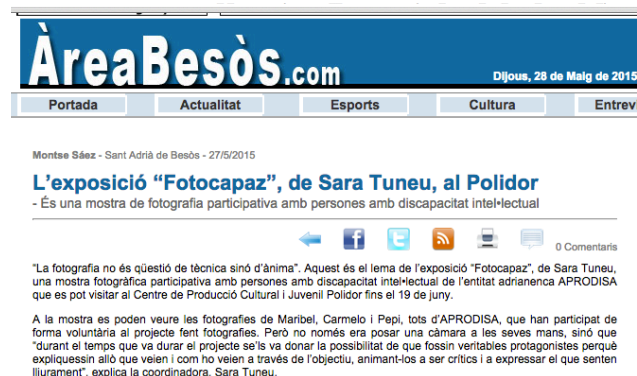 ÀreaBesòs.com
Dijous, 28 de Maig de 2015
Portada Actualitat Esports Cultura Entrevi
Montse Sáez - Sant Adrià de Besòs - 27/5/2015
L'exposició “Fotocapaz”, de Sara Tuneu, al Polidor
- És una mostra de fotografia participativa amb persones amb discapacitat intel•lectual
0 Comentaris
“La fotografia no és qüestio de tècnica sinó d'ànima”. Aquest és el lema de l'exposició “Fotocapaz”, de Sara Tuneu,
una mostra fotogràfica participativa amb persones amb discapacitat intel•lectual de l'entitat adrianenca APRODISA
que es pot visitar al Centre de Producció Cultural i Juvenil Polidor fins el 19 de juny.
A la mostra es poden veure les fotografies de Maribel, Carmelo i Pepi, tots d'APRODISA, que han participat de
forma voluntària al projecte fent fotografies. Però no només era posar una càmara a les seves mans, sinó que
“durant el temps que va durar el projecte se'ls va donar la possibilitat de que fossin veritables protagonistes perquè
expliquessin allò que veien i com ho veien a través de l'objectiu, animant-los a ser crítics i a expressar el que senten
lliurament”, explica la coordinadora, Sara Tuneu.